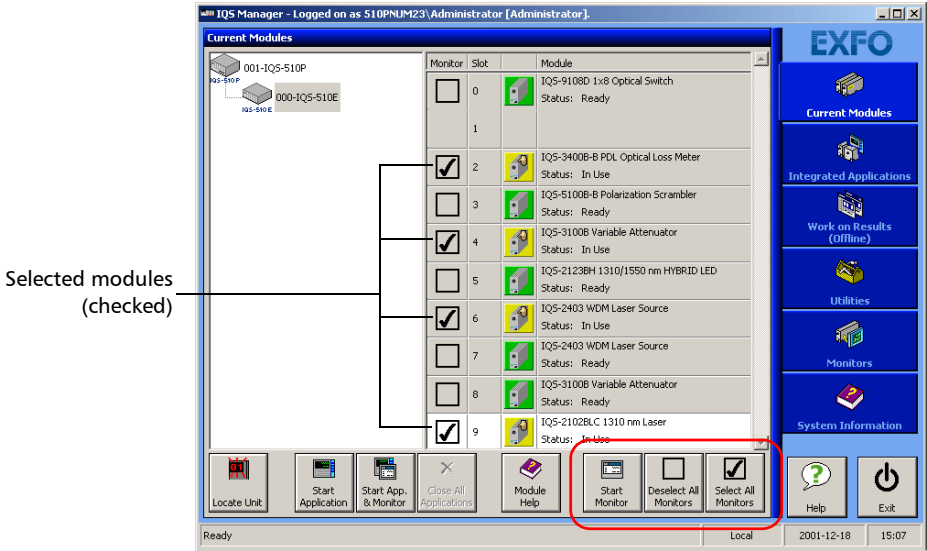 IQS Manager - Logged on as 510PNUM23\Administrator [Administrator].
Current Modules
EXFO
001-IQS-510P
IQS-510P
000-IQS-510E
IQS-510E
Monitor Slot Module
0 IQS-9108D 1x8 Optical Switch
Status: Ready
1
2 IQS-3400B-B PDL Optical Loss Meter
Status: In Use
3 IQS-5100B-B Polarization Scrambler
Status: Ready
4 IQS-3100B Variable Attenuator
Status: In Use
5 IQS-2123BH 1310/1550 nm HYBRID LED
Status: Ready
6 IQS-2403 WDM Laser Source
Status: In Use
7 IQS-2403 WDM Laser Source
Status: Ready
8 IQS-3100B Variable Attenuator
Status: Ready
9 IQS-2102BLC 1310 nm Laser
Status: In Use
Selected modules
(checked)
Current Modules
Integrated Applications
Work on Results
(Offline)
Utilities
Monitors
System Information
01
Locate Unit
Start
Application
Start App.
& Monitor
Close All
Applications
Module
Help
Start
Monitor
Deselect All
Monitors
Select All
Monitors
Help
Exit
Ready
Local
2001-12-18
15:07